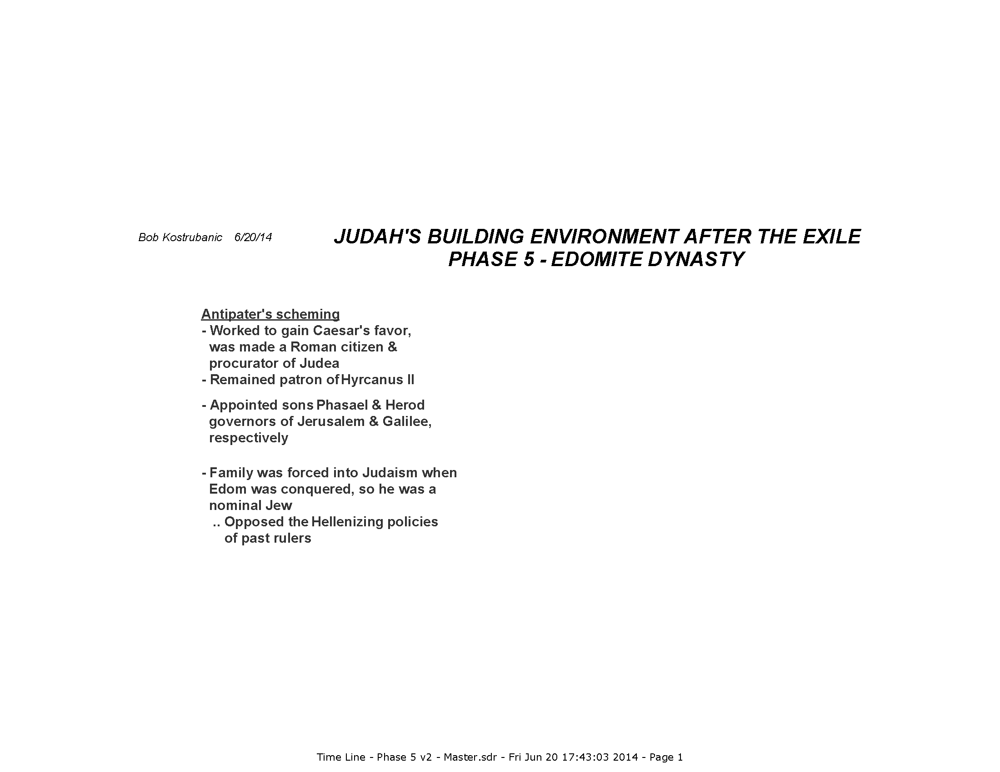 Bob Kostrubanic 6/20/14
JUDAH'S BUILDING ENVIRONMENT AFTER THE EXILE
PHASE 5 - EDOMITE DYNASTY
Antipater's scheming
- Worked to gain Caesar's favor,
was made a Roman citizen &
procurator of Judea
- Remained patron of Hyrcanus II
- Appointed sons Phasael & Herod
governors of Jerusalem & Galilee,
respectively
- Family was forced into Judaism when
Edom was conquered, so he was a
nominal Jew
.. Opposed the Hellenizing policies
of past rulers
Time Line - Phase 5 v2 - Master.sdr - Fri Jun 20 17:43:03 2014 - Page 1